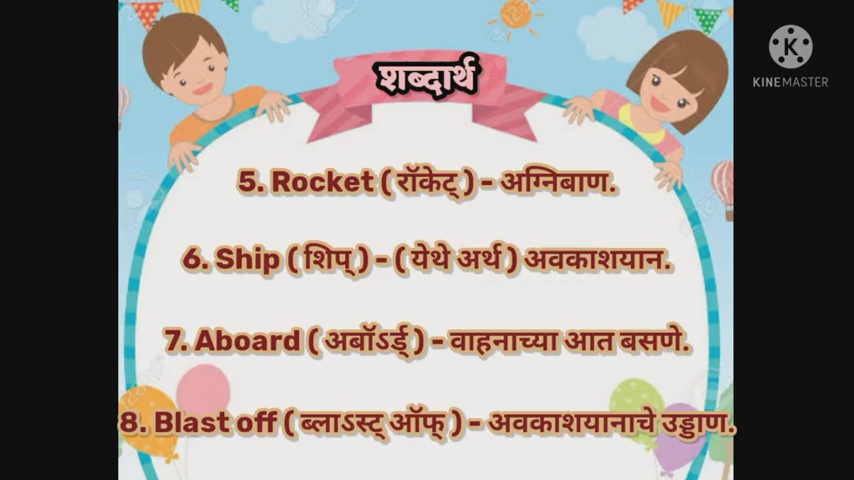 शब्दार्थ
K
KINEMASTER
5. Rocket ( रॉकेट् ) - अग्निबाण.
6. Ship ( शिप् ) - ( येथे अर्थ ) अवकाशयान.
7. Aboard ( अबॉऽर्ड् ) - वाहनाच्या आत बसणे.
8. Blast off ( ब्लाऽस्ट् ऑफ् ) - अवकाशयानाचे उड्डाण.